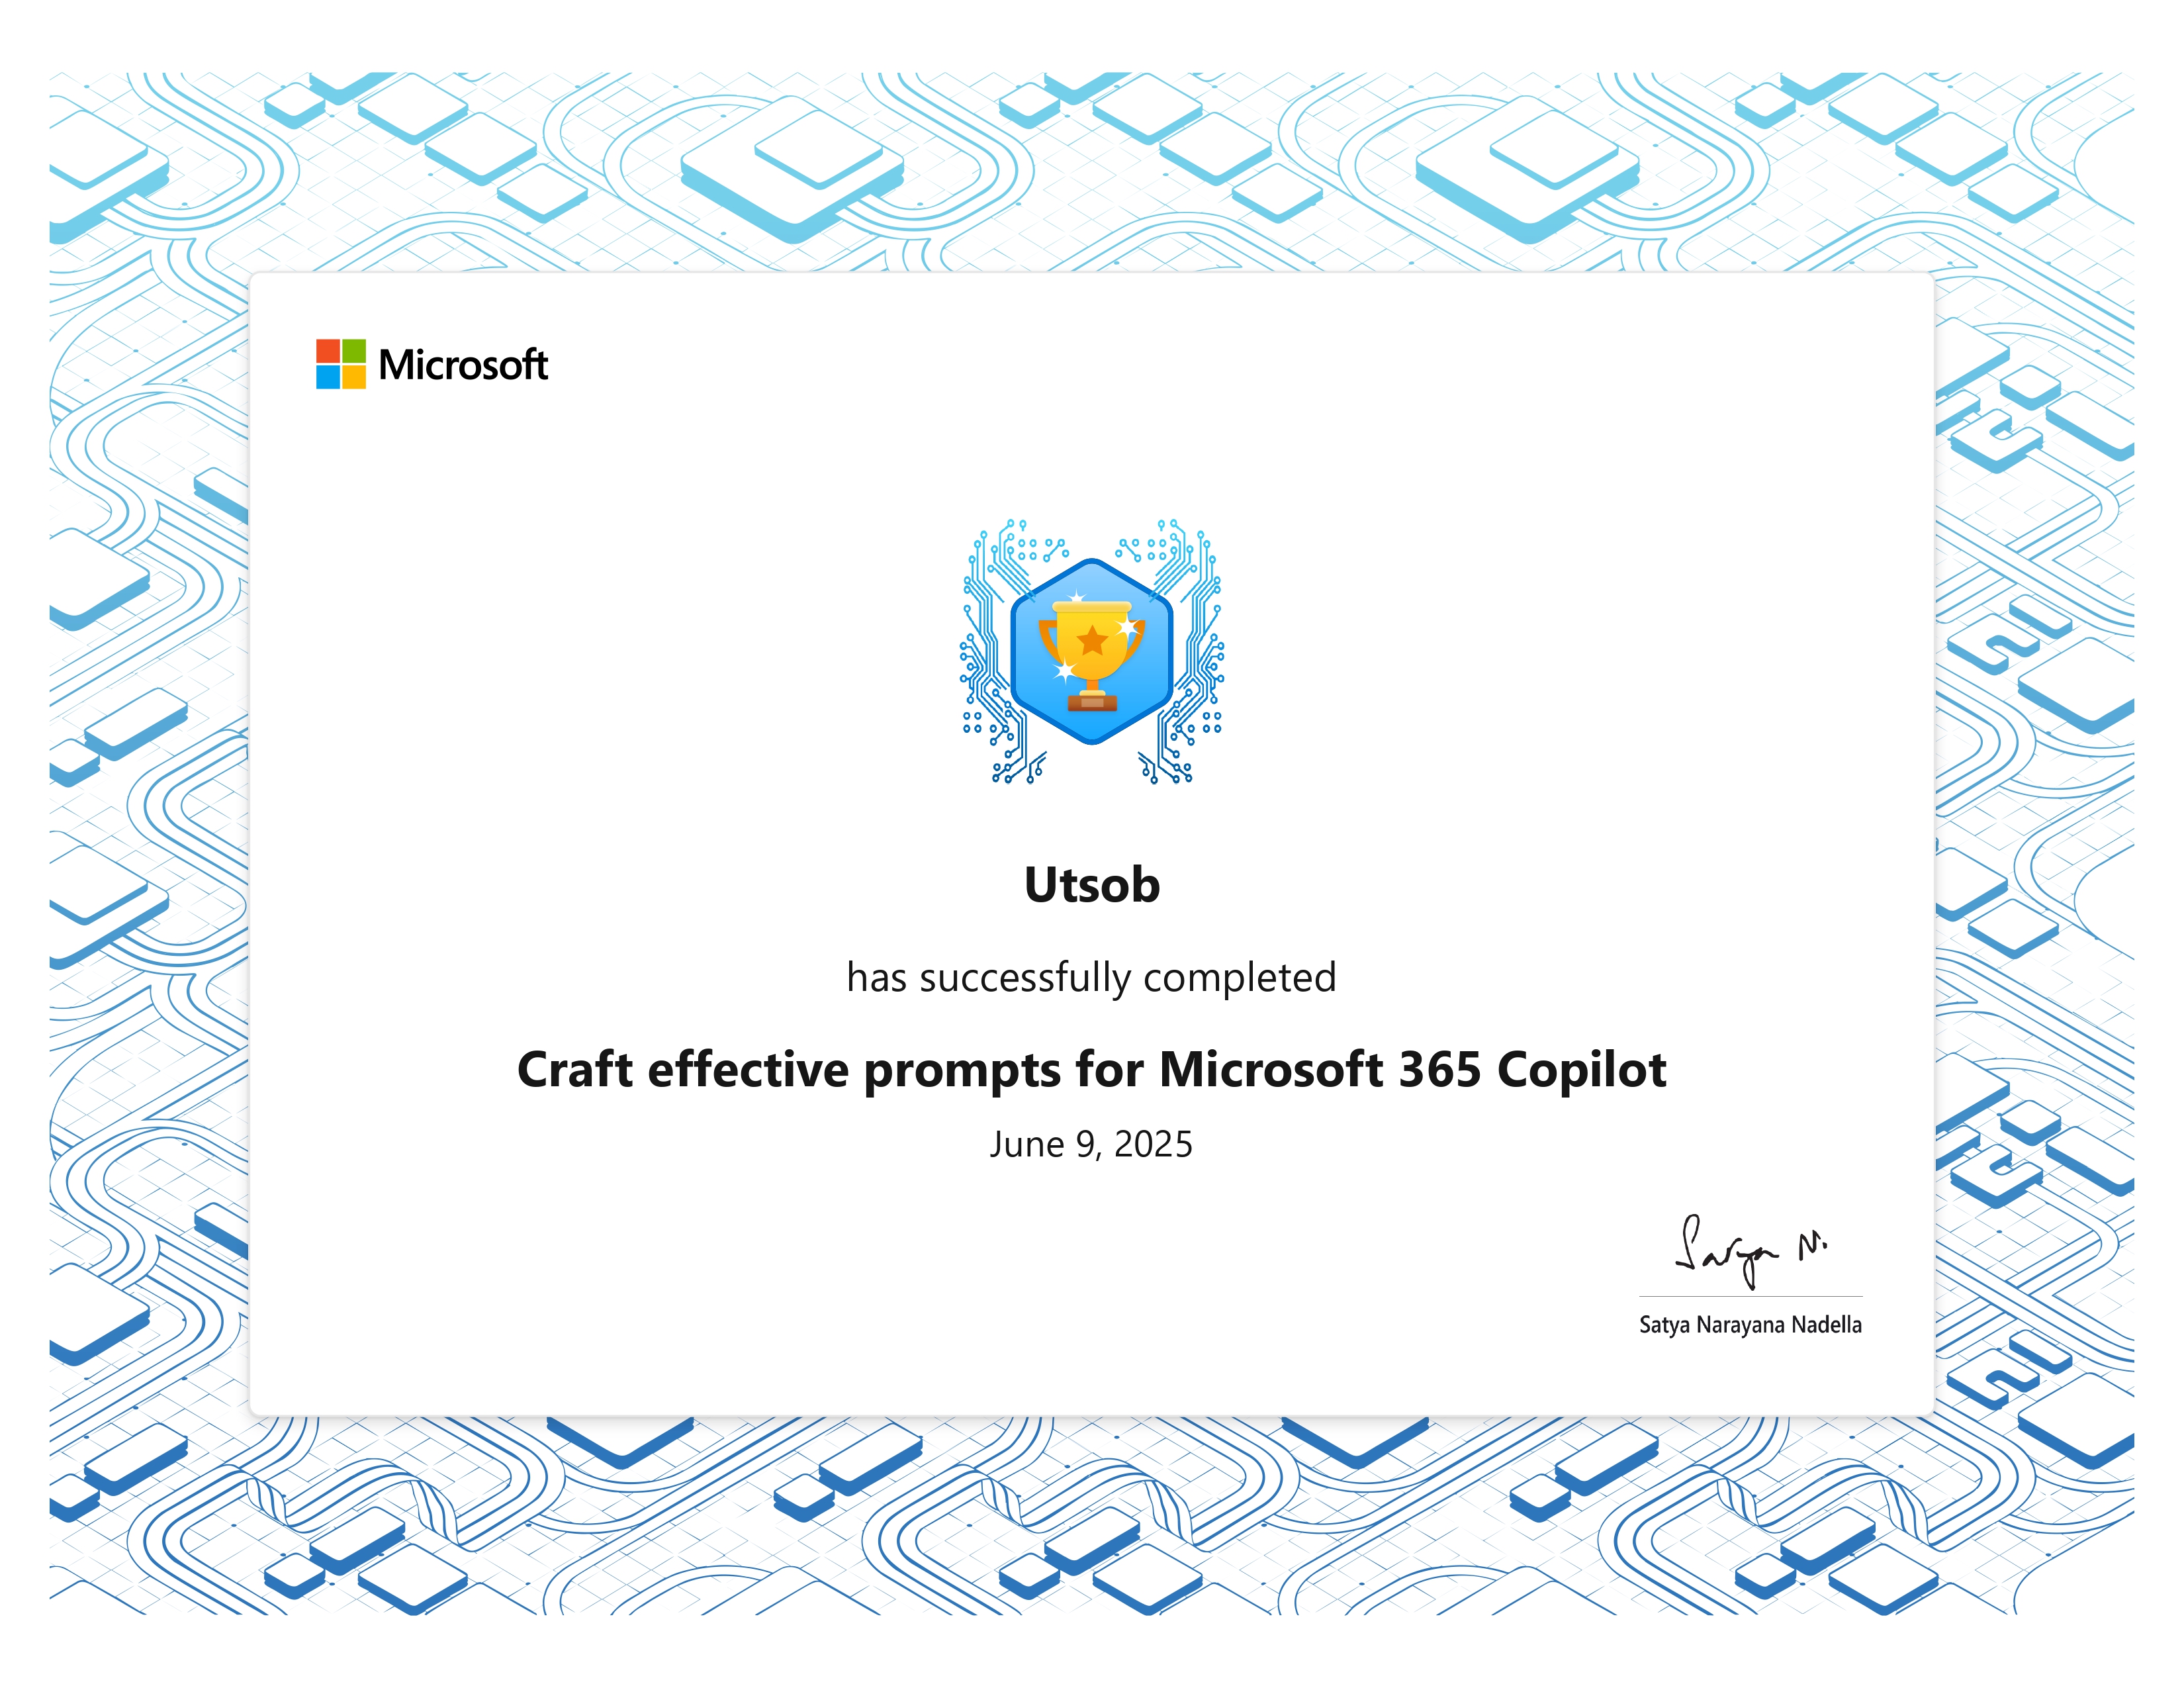 Microsoft
Utsob
has successfully completed
Craft effective prompts for Microsoft 365 Copilot
June 9, 2025
Satya N.
Satya Narayana Nadella